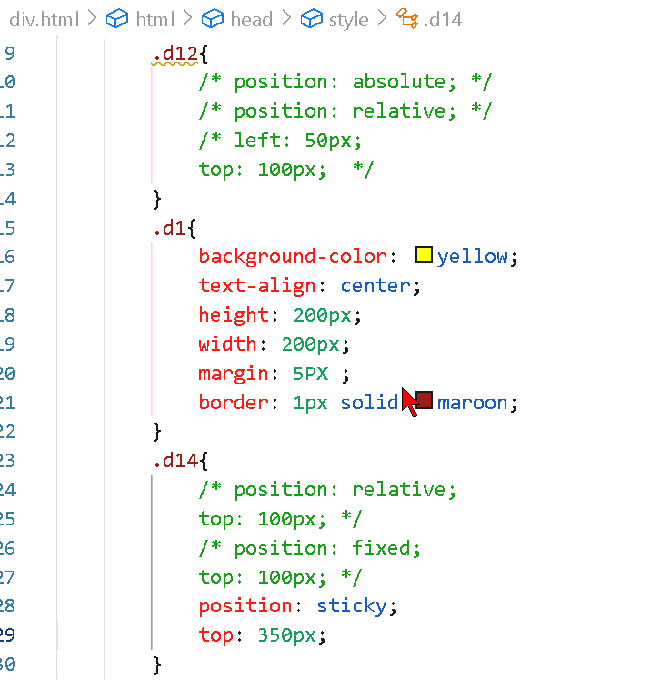 div.html > html > head > style > .d14
9 .d12{
10 /* position: absolute; */
11 /* position: relative; */
12 /* left: 50px;
13 top: 100px;  */
14 }
15 .d1{
16 background-color: yellow;
17 text-align: center;
18 height: 200px;
19 width: 200px;
20 margin: 5PX ;
21 border: 1px solid maroon;
22 }
23 .d14{
24 /* position: relative;
25 top: 100px; */
26 /* position: fixed;
27 top: 100px; */
28 position: sticky;
29 top: 350px;
30 }